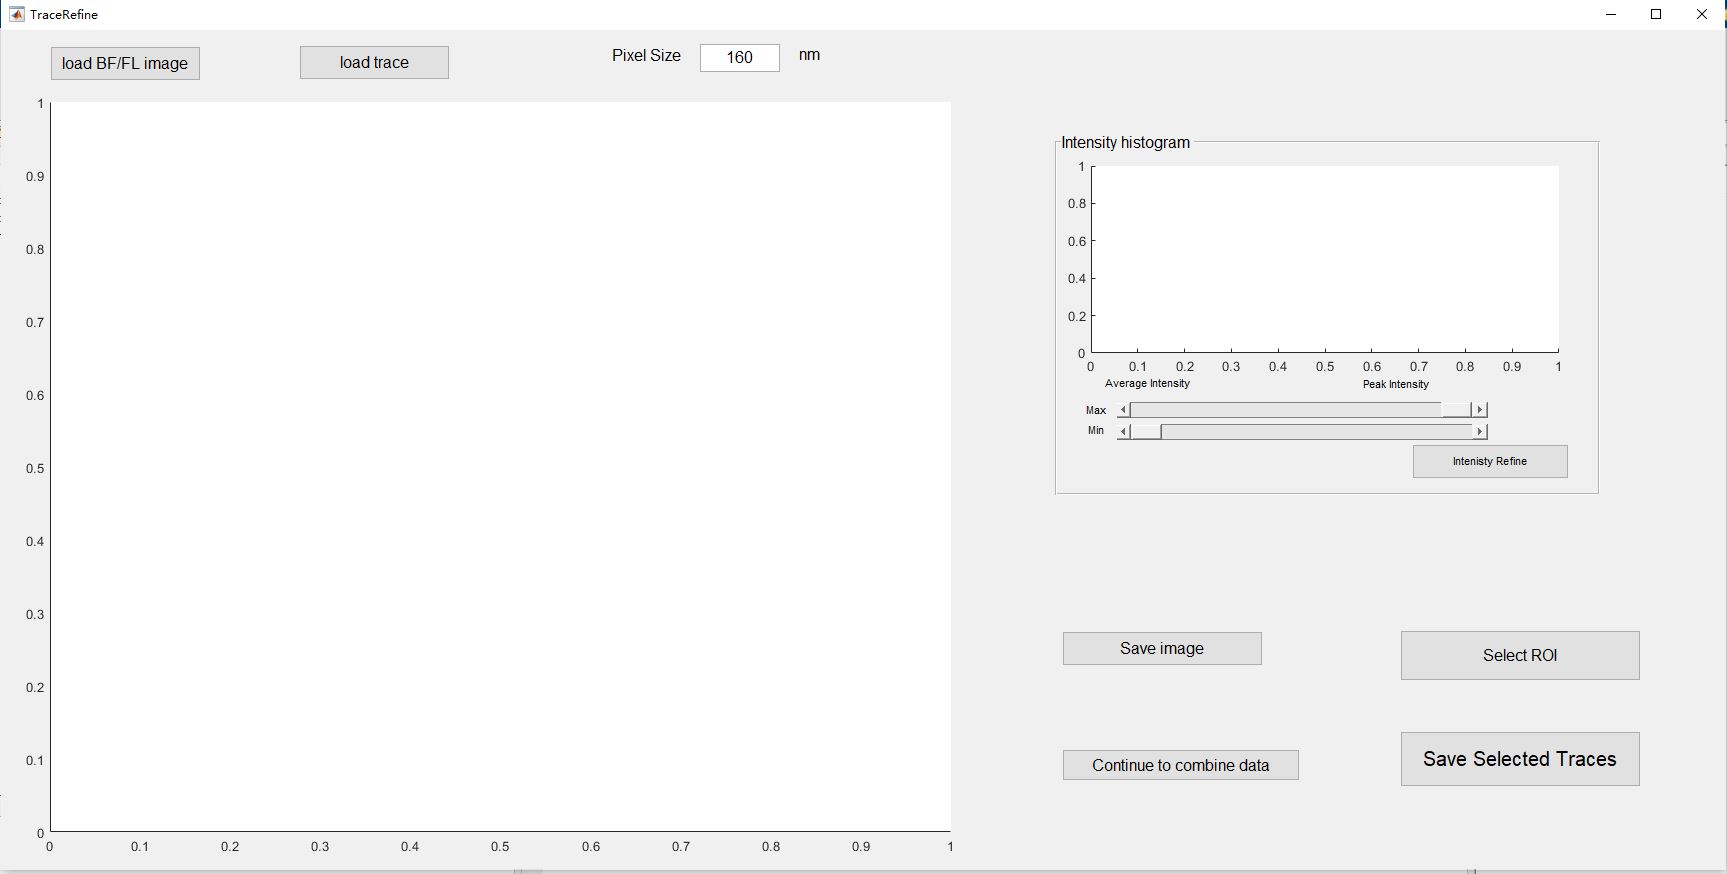 TraceRefine
load BF/FL image
load trace
Pixel Size 160 nm
1
0.9
0.8
0.7
0.6
0.5
0.4
0.3
0.2
0.1
0
0 0.1 0.2 0.3 0.4 0.5 0.6 0.7 0.8 0.9 1
Intensity histogram
1
0.8
0.6
0.4
0.2
0
0 0.1 0.2 0.3 0.4 0.5 0.6 0.7 0.8 0.9 1
Average Intensity Peak Intensity
Max
Min
Intenisty Refine
Save image
Select ROI
Continue to combine data
Save Selected Traces